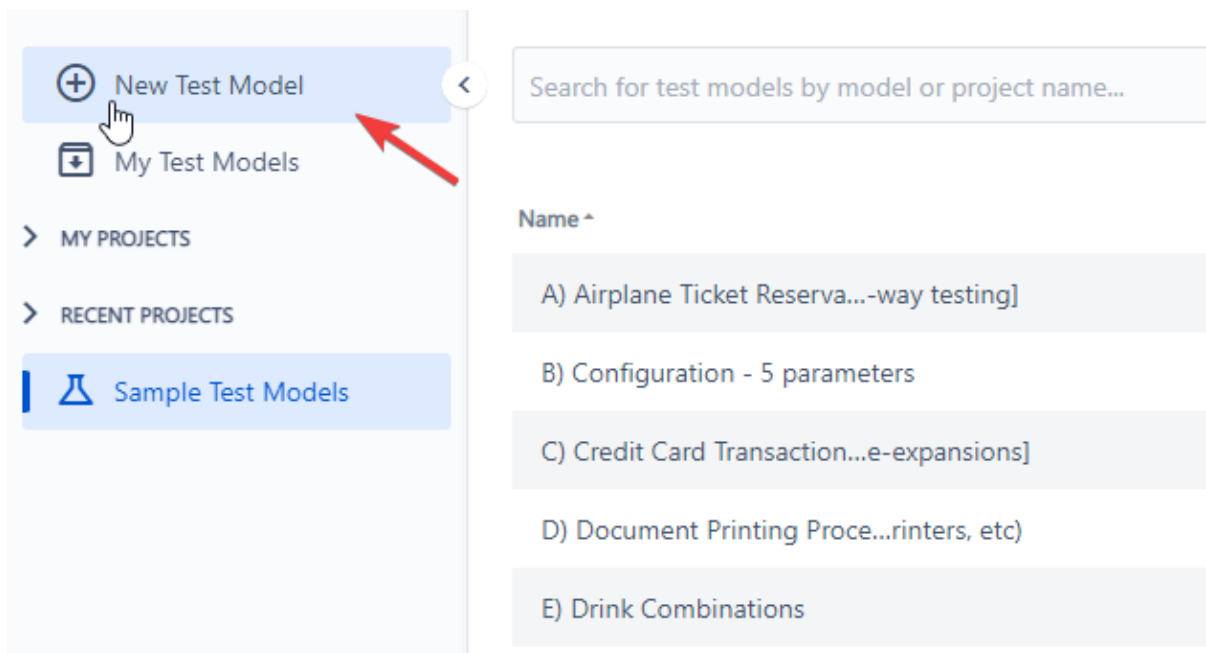 New Test Model
My Test Models
MY PROJECTS
RECENT PROJECTS
Sample Test Models
Search for test models by model or project name...
Name
A) Airplane Ticket Reserva...-way testing]
B) Configuration - 5 parameters
C) Credit Card Transaction...e-expansions]
D) Document Printing Proce...rinters, etc)
E) Drink Combinations